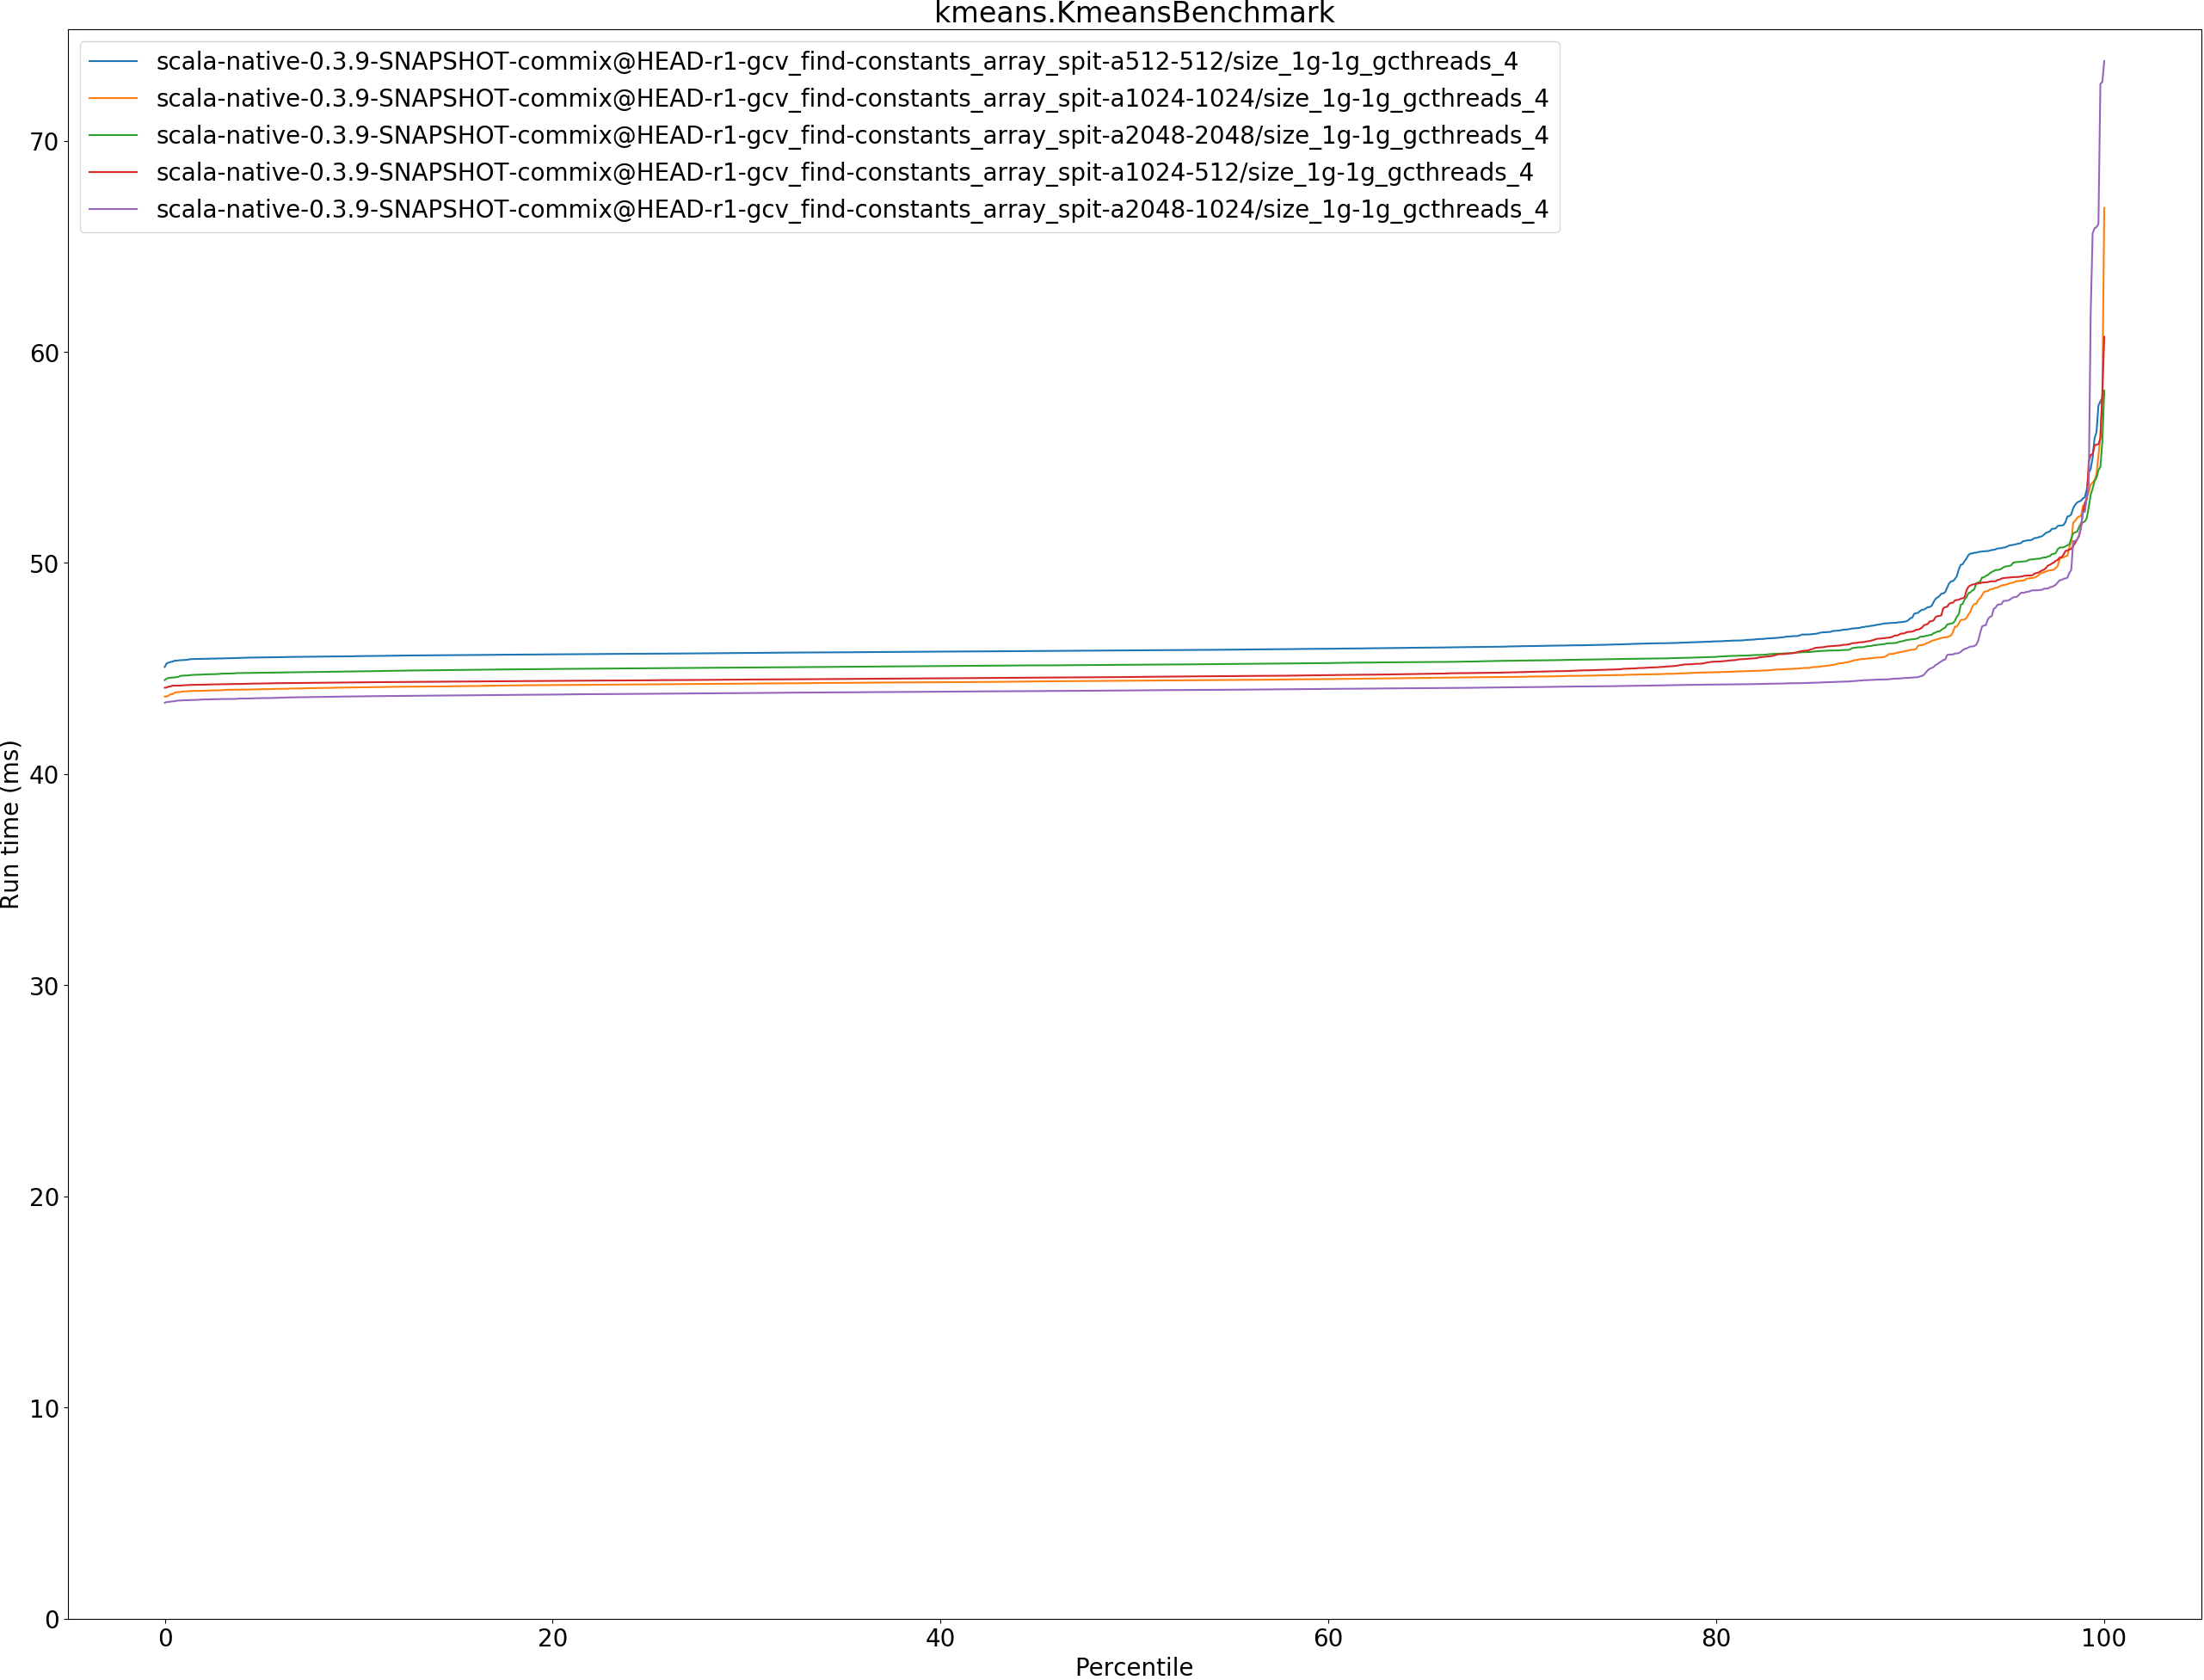 kmeans.KmeansBenchmark
scala-native-0.3.9-SNAPSHOT-commix@HEAD-r1-gcv_find-constants_array_spit-a512-512/size_1g-1g_gcthreads_4
scala-native-0.3.9-SNAPSHOT-commix@HEAD-r1-gcv_find-constants_array_spit-a1024-1024/size_1g-1g_gcthreads_4
scala-native-0.3.9-SNAPSHOT-commix@HEAD-r1-gcv_find-constants_array_spit-a2048-2048/size_1g-1g_gcthreads_4
scala-native-0.3.9-SNAPSHOT-commix@HEAD-r1-gcv_find-constants_array_spit-a1024-512/size_1g-1g_gcthreads_4
scala-native-0.3.9-SNAPSHOT-commix@HEAD-r1-gcv_find-constants_array_spit-a2048-1024/size_1g-1g_gcthreads_4
70
60
50
40
30
20
10
0
Run time (ms)
0 20 40 60 80 100
Percentile